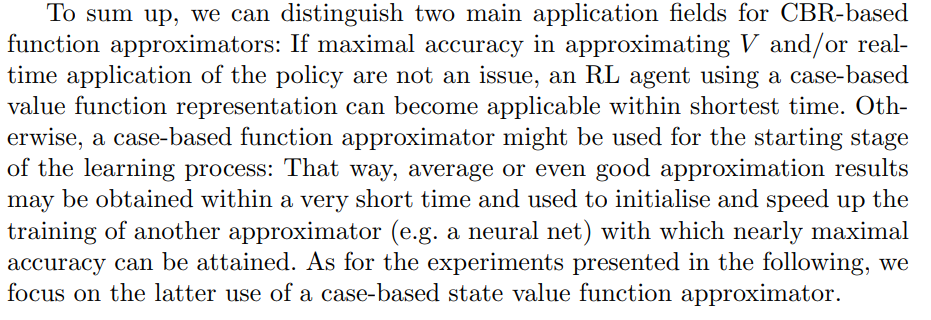 To sum up, we can distinguish two main application fields for CBR-based
function approximators: If maximal accuracy in approximating V and/or real-
time application of the policy are not an issue, an RL agent using a case-based
value function representation can become applicable within shortest time. Oth-
erwise, a case-based function approximator might be used for the starting stage
of the learning process: That way, average or even good approximation results
may be obtained within a very short time and used to initialise and speed up the
training of another approximator (e.g. a neural net) with which nearly maximal
accuracy can be attained. As for the experiments presented in the following, we
focus on the latter use of a case-based state value function approximator.